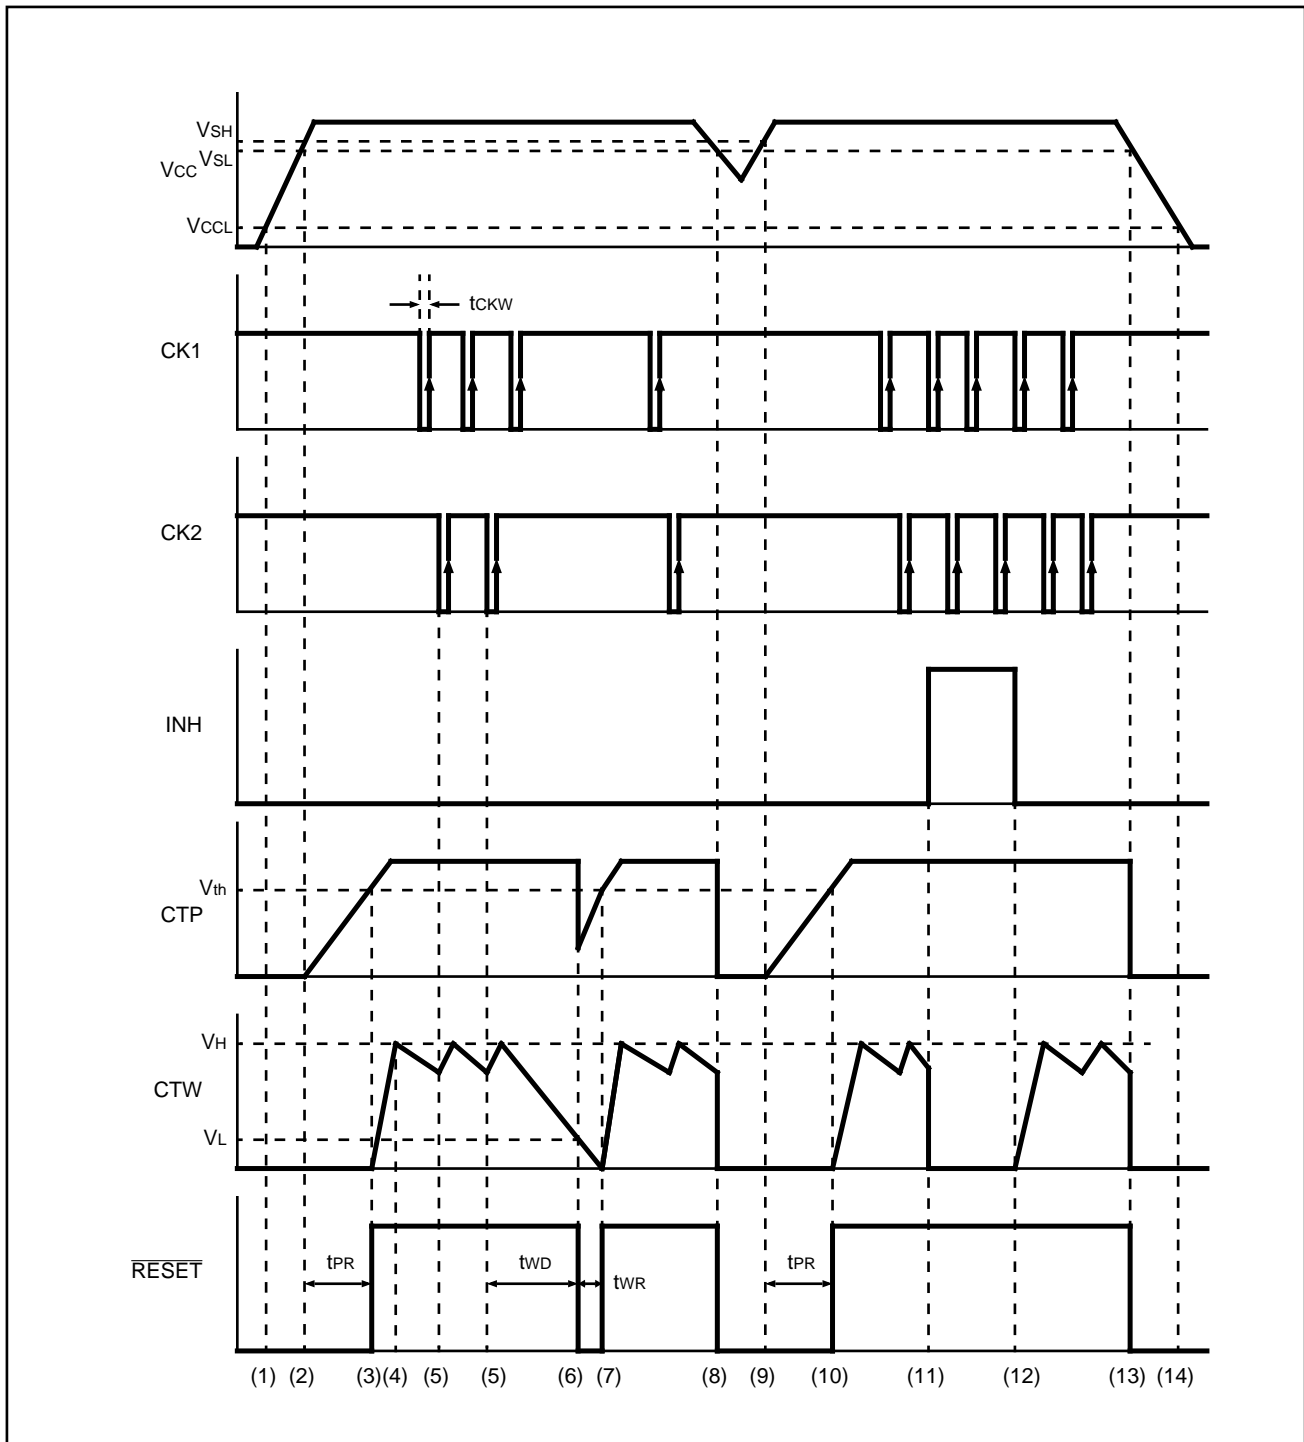 VSH
VSL
VCC
VCCL
tCKW
CK1
CK2
INH
Vth
CTP
VH
CTW
VL
RESET
tPR
tWD
tWR
tPR
(1) (2) (3) (4) (5) (5) (6) (7) (8) (9) (10) (11) (12) (13) (14)